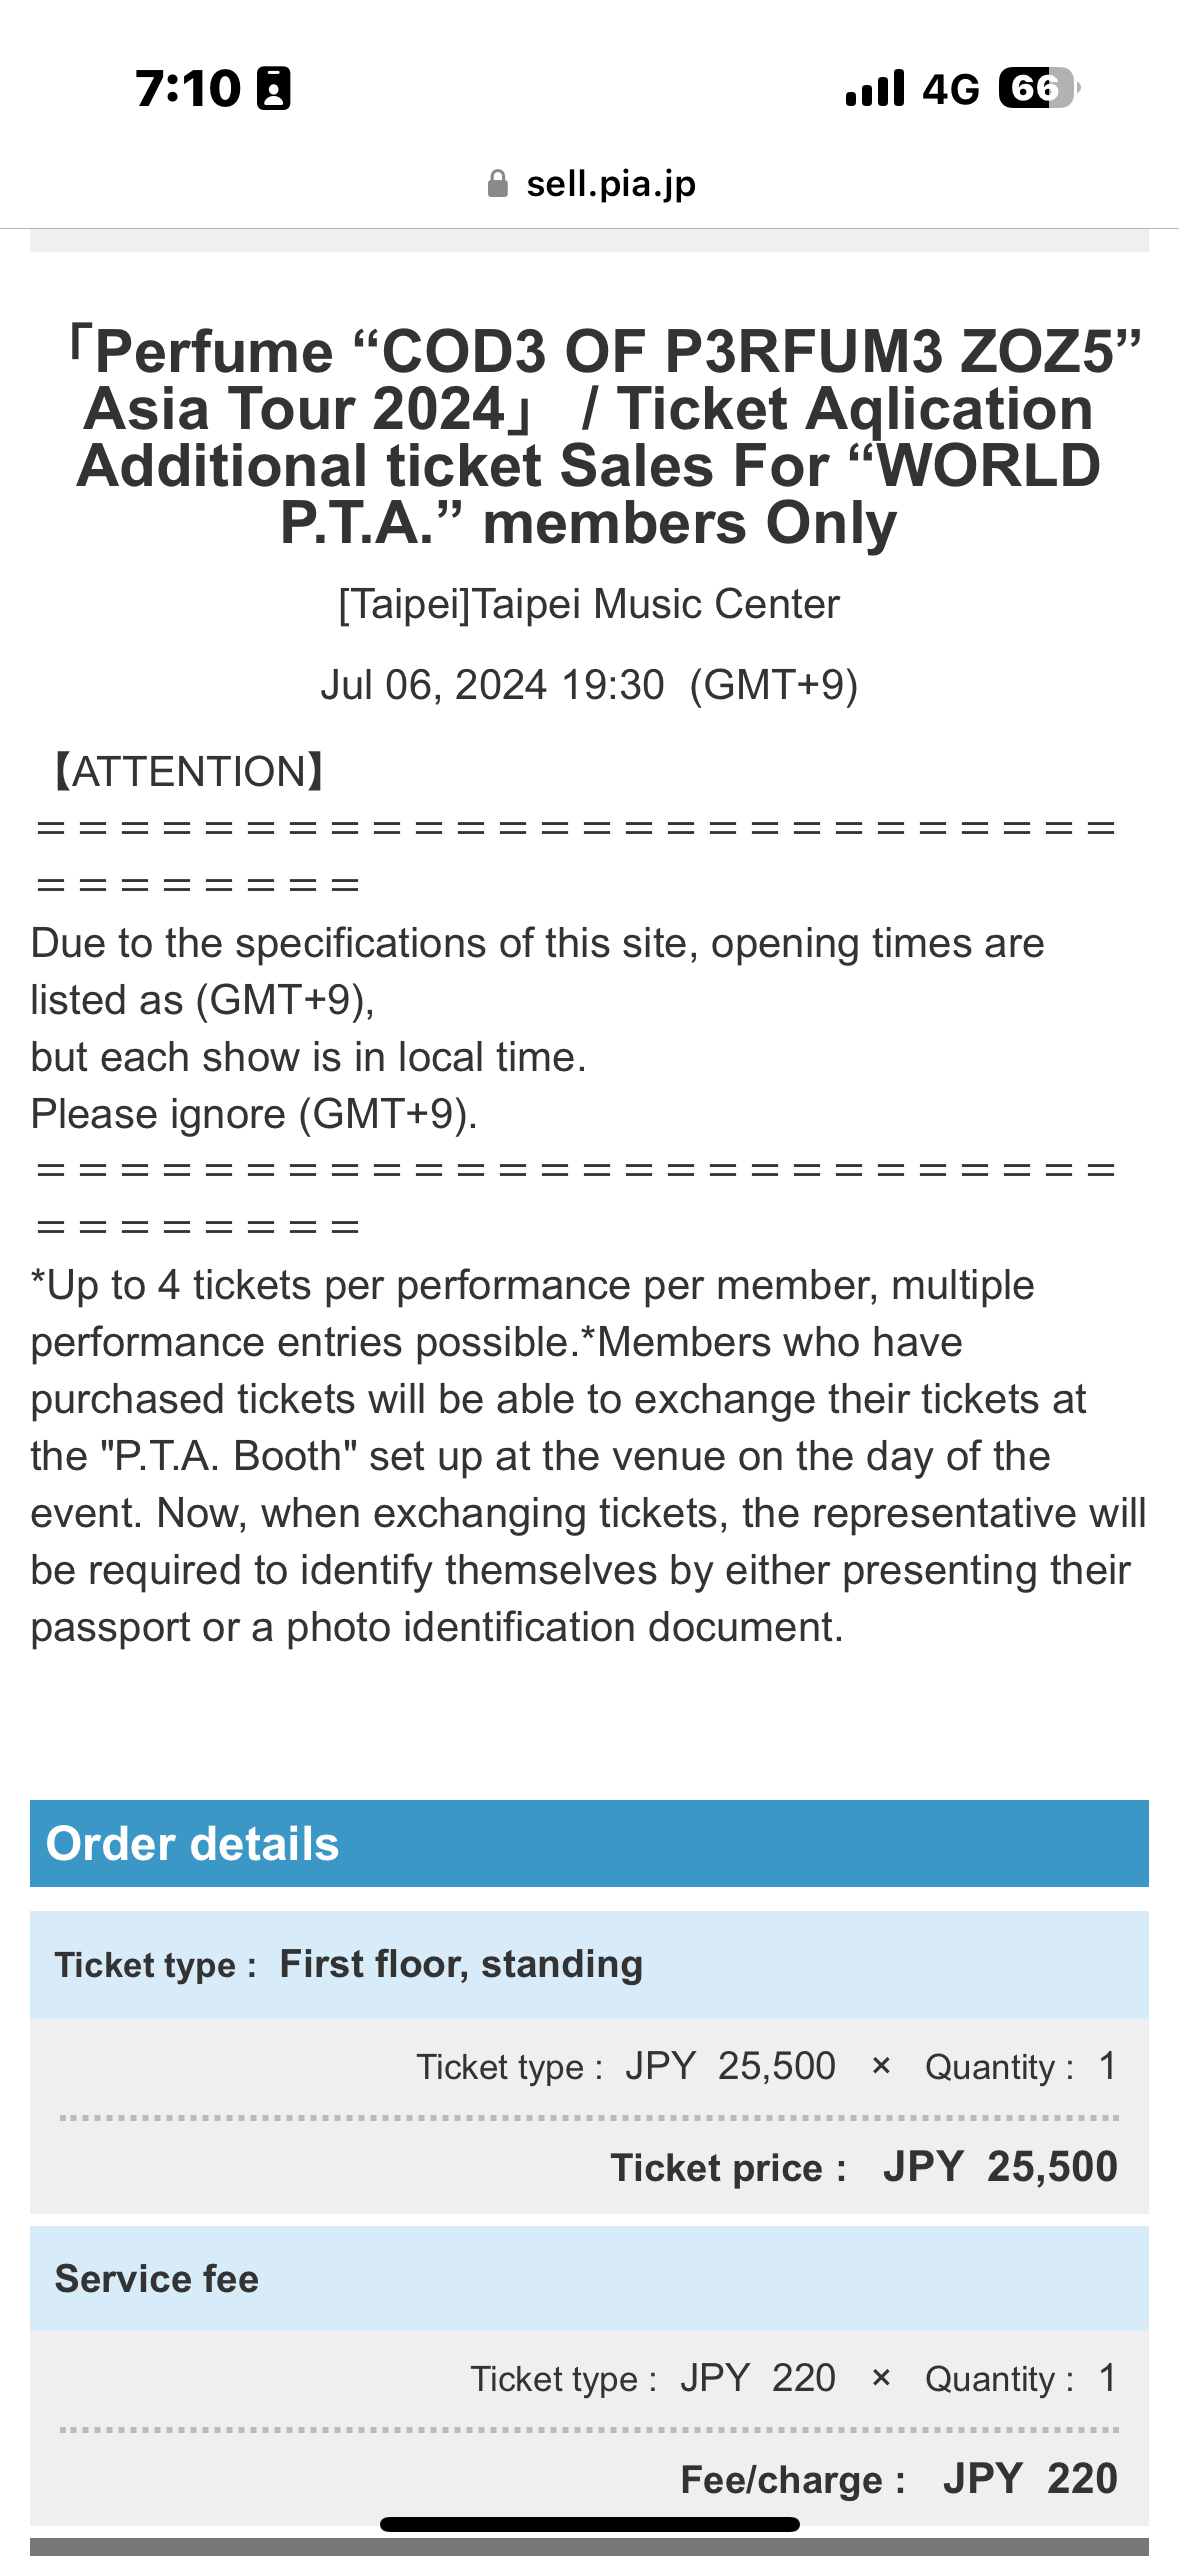 7:10
4G 66
sell.pia.jp
「Perfume “COD3 OF P3RFUM3 ZOZ5”
Asia Tour 2024」 / Ticket Aqlication
Additional ticket Sales For “WORLD
P.T.A.” members Only
[Taipei]Taipei Music Center
Jul 06, 2024 19:30 (GMT+9)
【ATTENTION】
＝＝＝＝＝＝＝＝＝＝＝＝＝＝＝＝＝＝＝＝＝＝＝＝＝＝
＝＝＝＝＝＝＝＝
Due to the specifications of this site, opening times are
listed as (GMT+9),
but each show is in local time.
Please ignore (GMT+9).
＝＝＝＝＝＝＝＝＝＝＝＝＝＝＝＝＝＝＝＝＝＝＝＝＝＝
＝＝＝＝＝＝＝＝
*Up to 4 tickets per performance per member, multiple
performance entries possible.*Members who have
purchased tickets will be able to exchange their tickets at
the "P.T.A. Booth" set up at the venue on the day of the
event. Now, when exchanging tickets, the representative will
be required to identify themselves by either presenting their
passport or a photo identification document.
Order details
Ticket type : First floor, standing
Ticket type : JPY 25,500 × Quantity : 1
Ticket price : JPY 25,500
Service fee
Ticket type : JPY 220 × Quantity : 1
Fee/charge : JPY 220